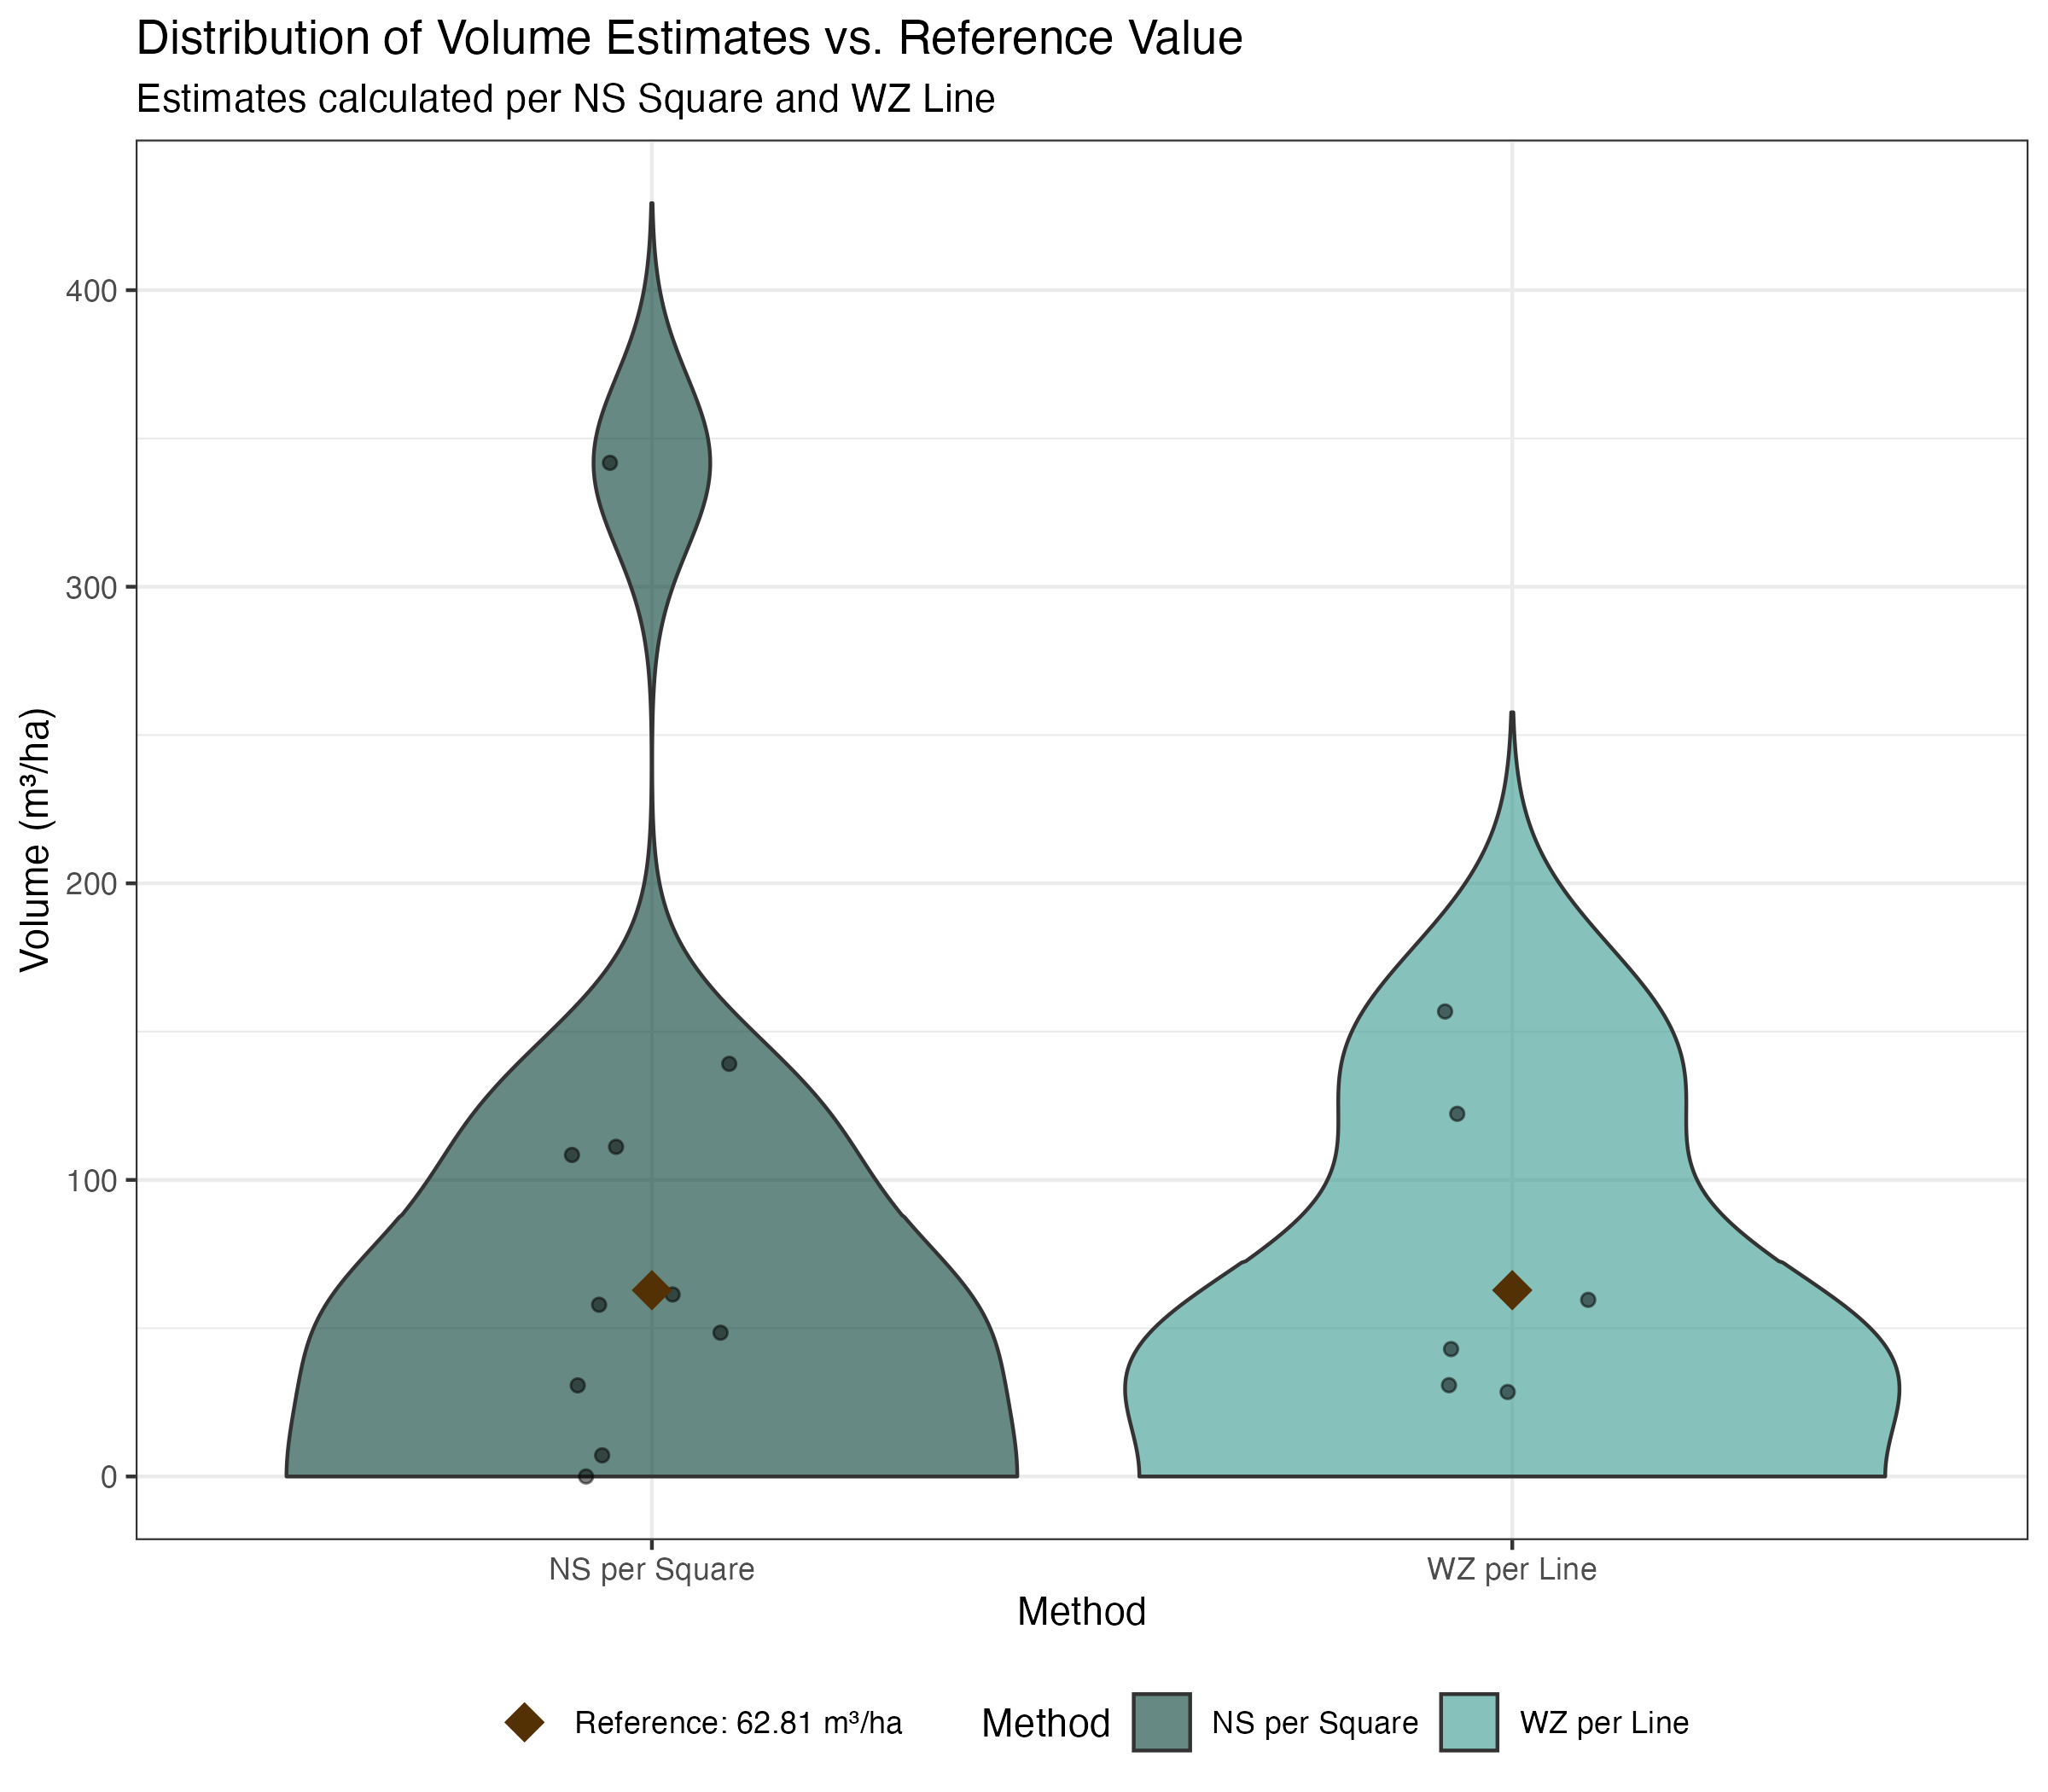 Distribution of Volume Estimates vs. Reference Value
Estimates calculated per NS Square and WZ Line
Volume (m³/ha)
400
300
200
100
0
NS per Square
WZ per Line
Method
Reference: 62.81 m³/ha
Method
NS per Square
WZ per Line